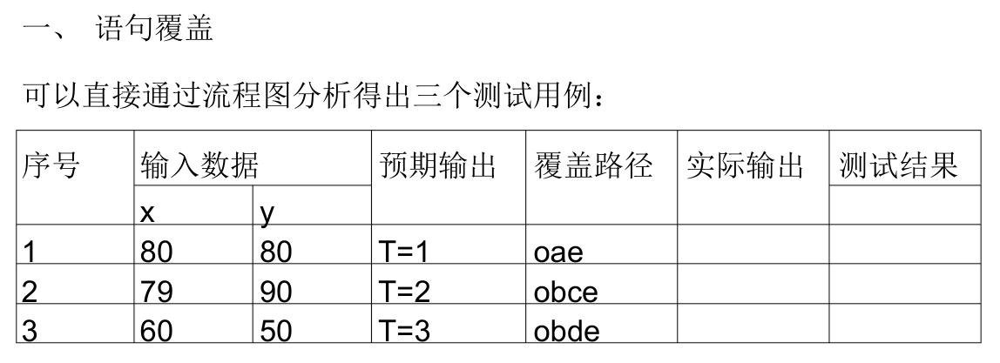 一、 语句覆盖
可以直接通过流程图分析得出三个测试用例：
序号 输入数据 预期输出 覆盖路径 实际输出 测试结果
x y
1 80 80 T=1 oae
2 79 90 T=2 obce
3 60 50 T=3 obde